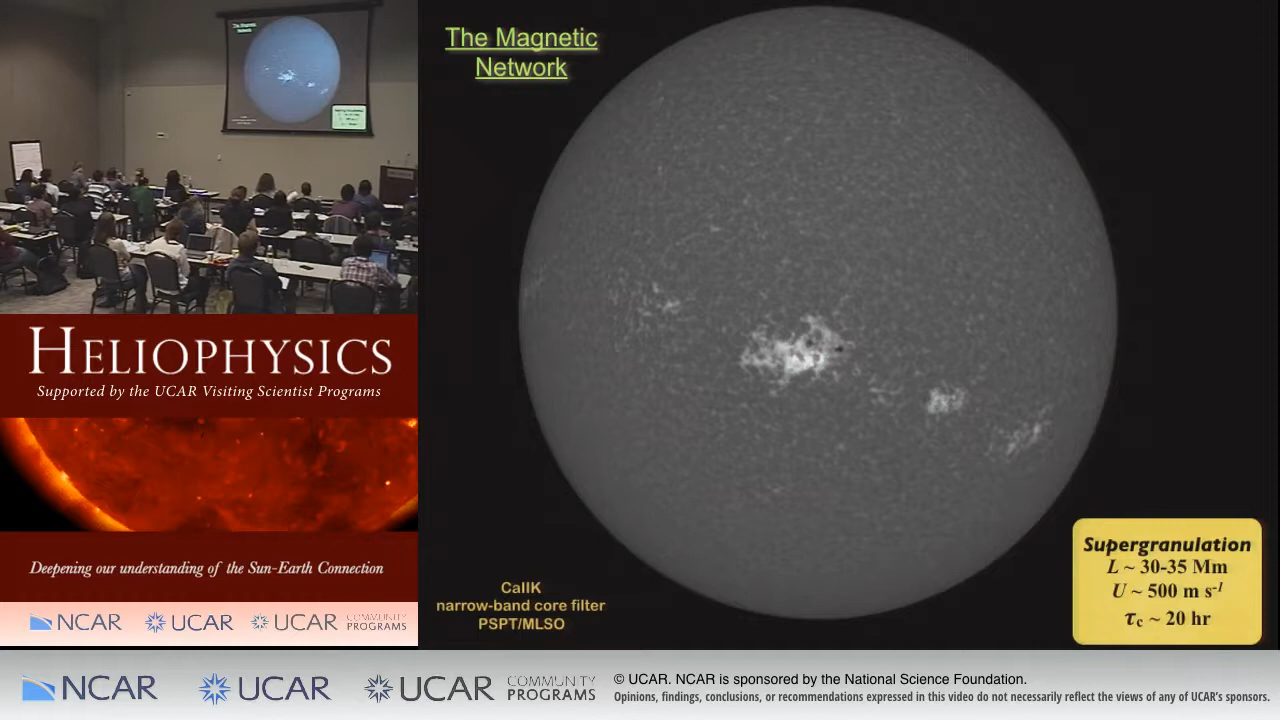 The Magnetic
Network
HELIOPHYSICS
Supported by the UCAR Visiting Scientist Programs
Deepening our understanding of the Sun-Earth Connection
NCAR
UCAR
UCAR
COMMUNITY
PROGRAMS
CaIIK
narrow-band core filter
PSPT/MLSO
Supergranulation
L ~ 30-35 Mm
U ~ 500 m s⁻¹
τc ~ 20 hr
NCAR
UCAR
UCAR
COMMUNITY
PROGRAMS
© UCAR. NCAR is sponsored by the National Science Foundation.
Opinions, findings, conclusions, or recommendations expressed in this video do not necessarily reflect the views of any of UCAR's sponsors.